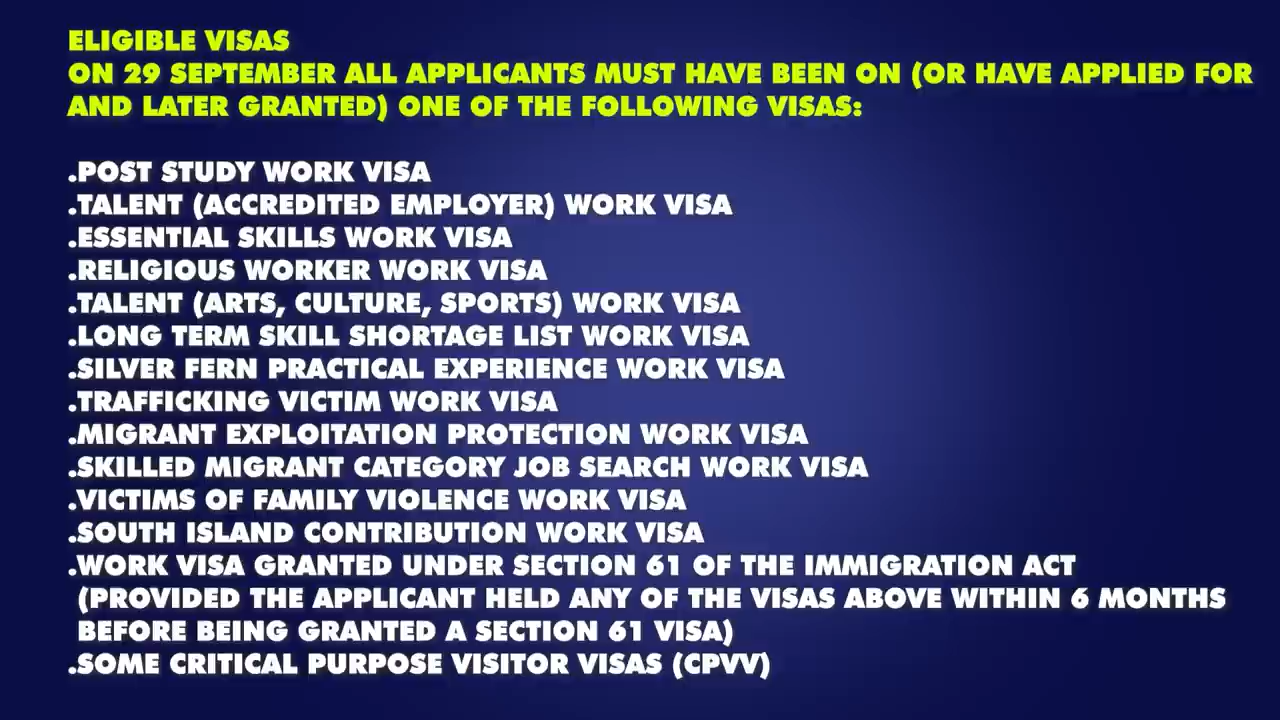 ELIGIBLE VISAS
ON 29 SEPTEMBER ALL APPLICANTS MUST HAVE BEEN ON (OR HAVE APPLIED FOR
AND LATER GRANTED) ONE OF THE FOLLOWING VISAS:
.POST STUDY WORK VISA
.TALENT (ACCREDITED EMPLOYER) WORK VISA
.ESSENTIAL SKILLS WORK VISA
.RELIGIOUS WORKER WORK VISA
.TALENT (ARTS, CULTURE, SPORTS) WORK VISA
.LONG TERM SKILL SHORTAGE LIST WORK VISA
.SILVER FERN PRACTICAL EXPERIENCE WORK VISA
.TRAFFICKING VICTIM WORK VISA
.MIGRANT EXPLOITATION PROTECTION WORK VISA
.SKILLED MIGRANT CATEGORY JOB SEARCH WORK VISA
.VICTIMS OF FAMILY VIOLENCE WORK VISA
.SOUTH ISLAND CONTRIBUTION WORK VISA
.WORK VISA GRANTED UNDER SECTION 61 OF THE IMMIGRATION ACT
(PROVIDED THE APPLICANT HELD ANY OF THE VISAS ABOVE WITHIN 6 MONTHS
BEFORE BEING GRANTED A SECTION 61 VISA)
.SOME CRITICAL PURPOSE VISITOR VISAS (CPVV)